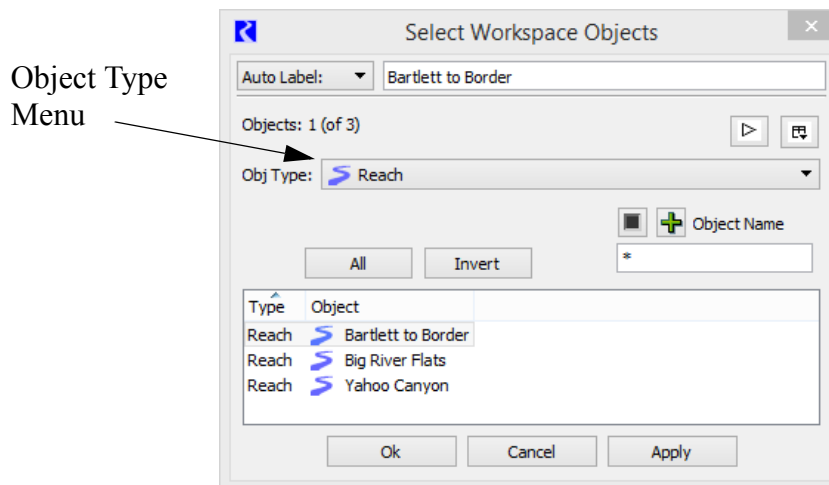 Select Workspace Objects
Object Type
Menu
Auto Label: Bartlett to Border
Objects: 1 (of 3)
Obj Type: Reach
Object Name
All Invert *
Type Object
Reach Bartlett to Border
Reach Big River Flats
Reach Yahoo Canyon
Ok Cancel Apply